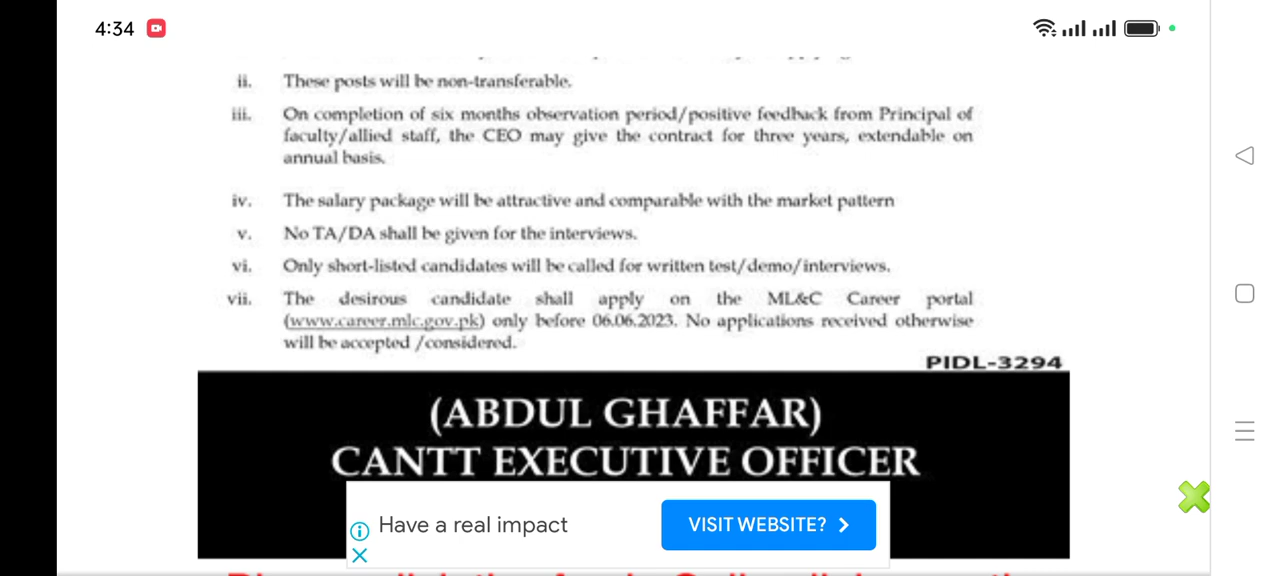 4:34
ii. These posts will be non-transferable.
iii. On completion of six months observation period/positive feedback from Principal of
faculty/allied staff, the CEO may give the contract for three years, extendable on
annual basis.
iv. The salary package will be attractive and comparable with the market pattern
v. No TA/DA shall be given for the interviews.
vi. Only short-listed candidates will be called for written test/demo/interviews.
vii. The desirous candidate shall apply on the ML&C Career portal
(www.career.mlc.gov.pk) only before 06.06.2023. No applications received otherwise
will be accepted /considered.
PIDL-3294
(ABDUL GHAFFAR)
CANTT EXECUTIVE OFFICER
Have a real impact
VISIT WEBSITE?